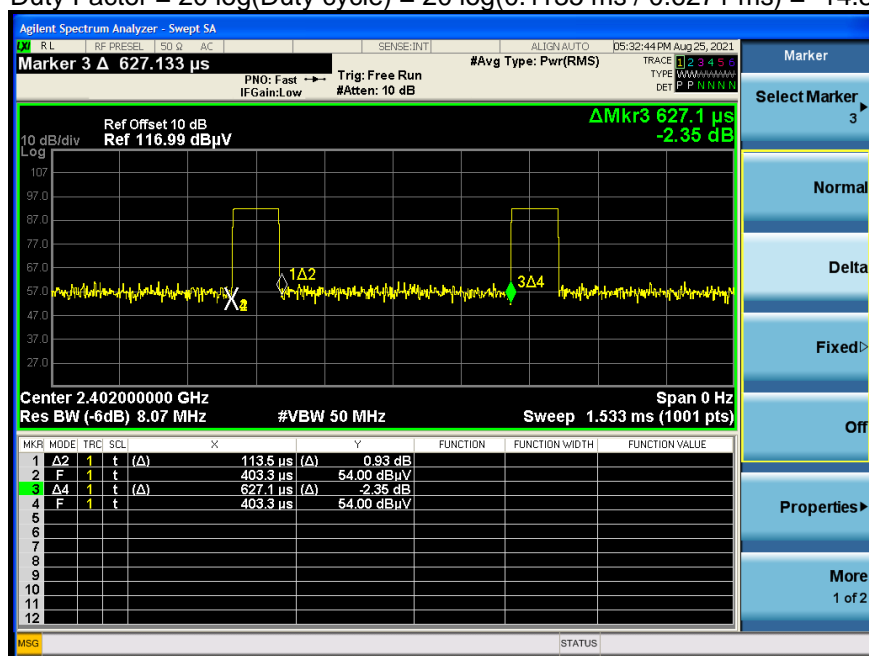 Agilent Spectrum Analyzer - Swept SA
LXI RL RF PRESEL 50 Ω AC SENSE:INT ALIGN AUTO 05:32:44 PM Aug 25, 2021
Marker 3 Δ 627.133 µs
#Avg Type: Pwr(RMS)
TRACE 1 2 3 4 5 6
PNO: Fast Trig: Free Run
TYPE
IFGain:Low #Atten: 10 dB
DET P P N N N N
ΔMkr3 627.1 µs
-2.35 dB
Ref Offset 10 dB
10 dB/div Ref 116.99 dBµV
Log
107
97.0
87.0
77.0
67.0
57.0
47.0
37.0
27.0
1Δ2
3Δ4
Center 2.402000000 GHz Span 0 Hz
Res BW (-6dB) 8.07 MHz #VBW 50 MHz Sweep 1.533 ms (1001 pts)
MKR MODE TRC SCL X Y FUNCTION FUNCTION WIDTH FUNCTION VALUE
1 Δ2 1 t (Δ) 113.5 µs (Δ) 0.93 dB
2 F 1 t 403.3 µs 54.00 dBµV
3 Δ4 1 t (Δ) 627.1 µs (Δ) -2.35 dB
4 F 1 t 403.3 µs 54.00 dBµV
5
6
7
8
9
10
11
12
MSG STATUS
Marker
Select Marker
3
Normal
Delta
Fixed
Off
Properties
More
1 of 2